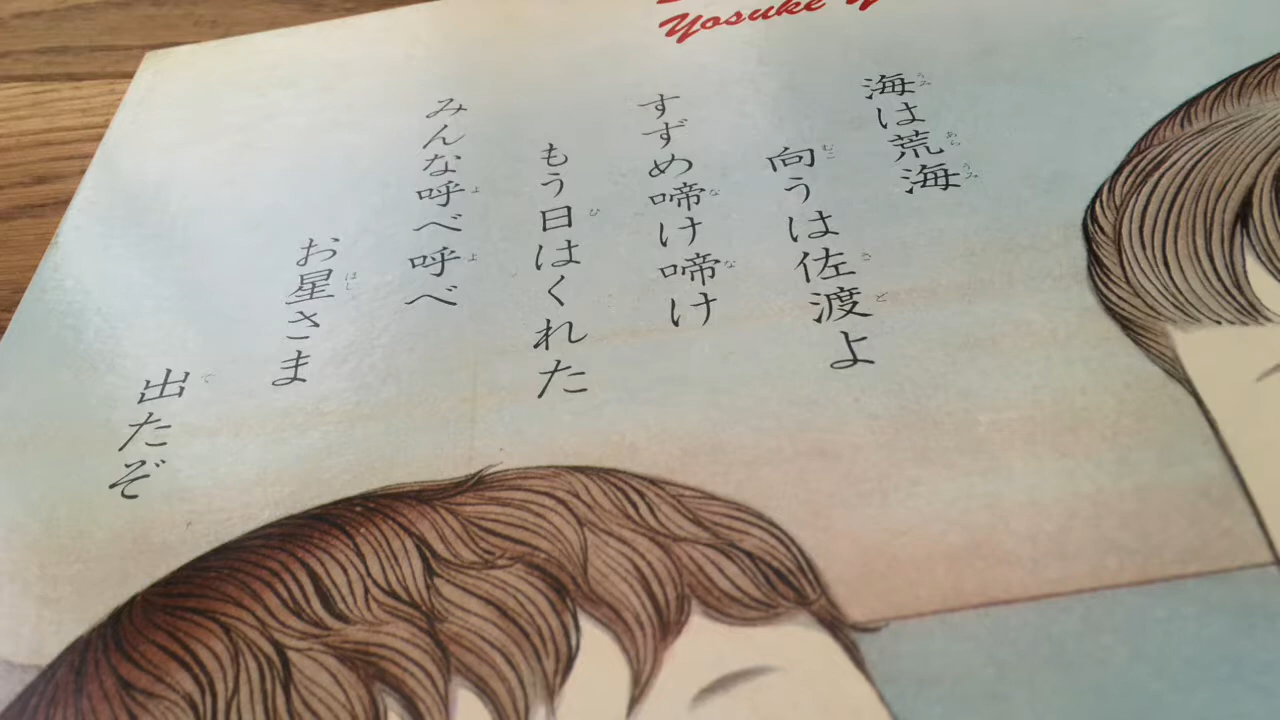 Yosuke
海は荒海
向うは佐渡よ
すずめ啼け啼け
もう日はくれた
みんな呼べ呼べ
お星さま
出たぞ